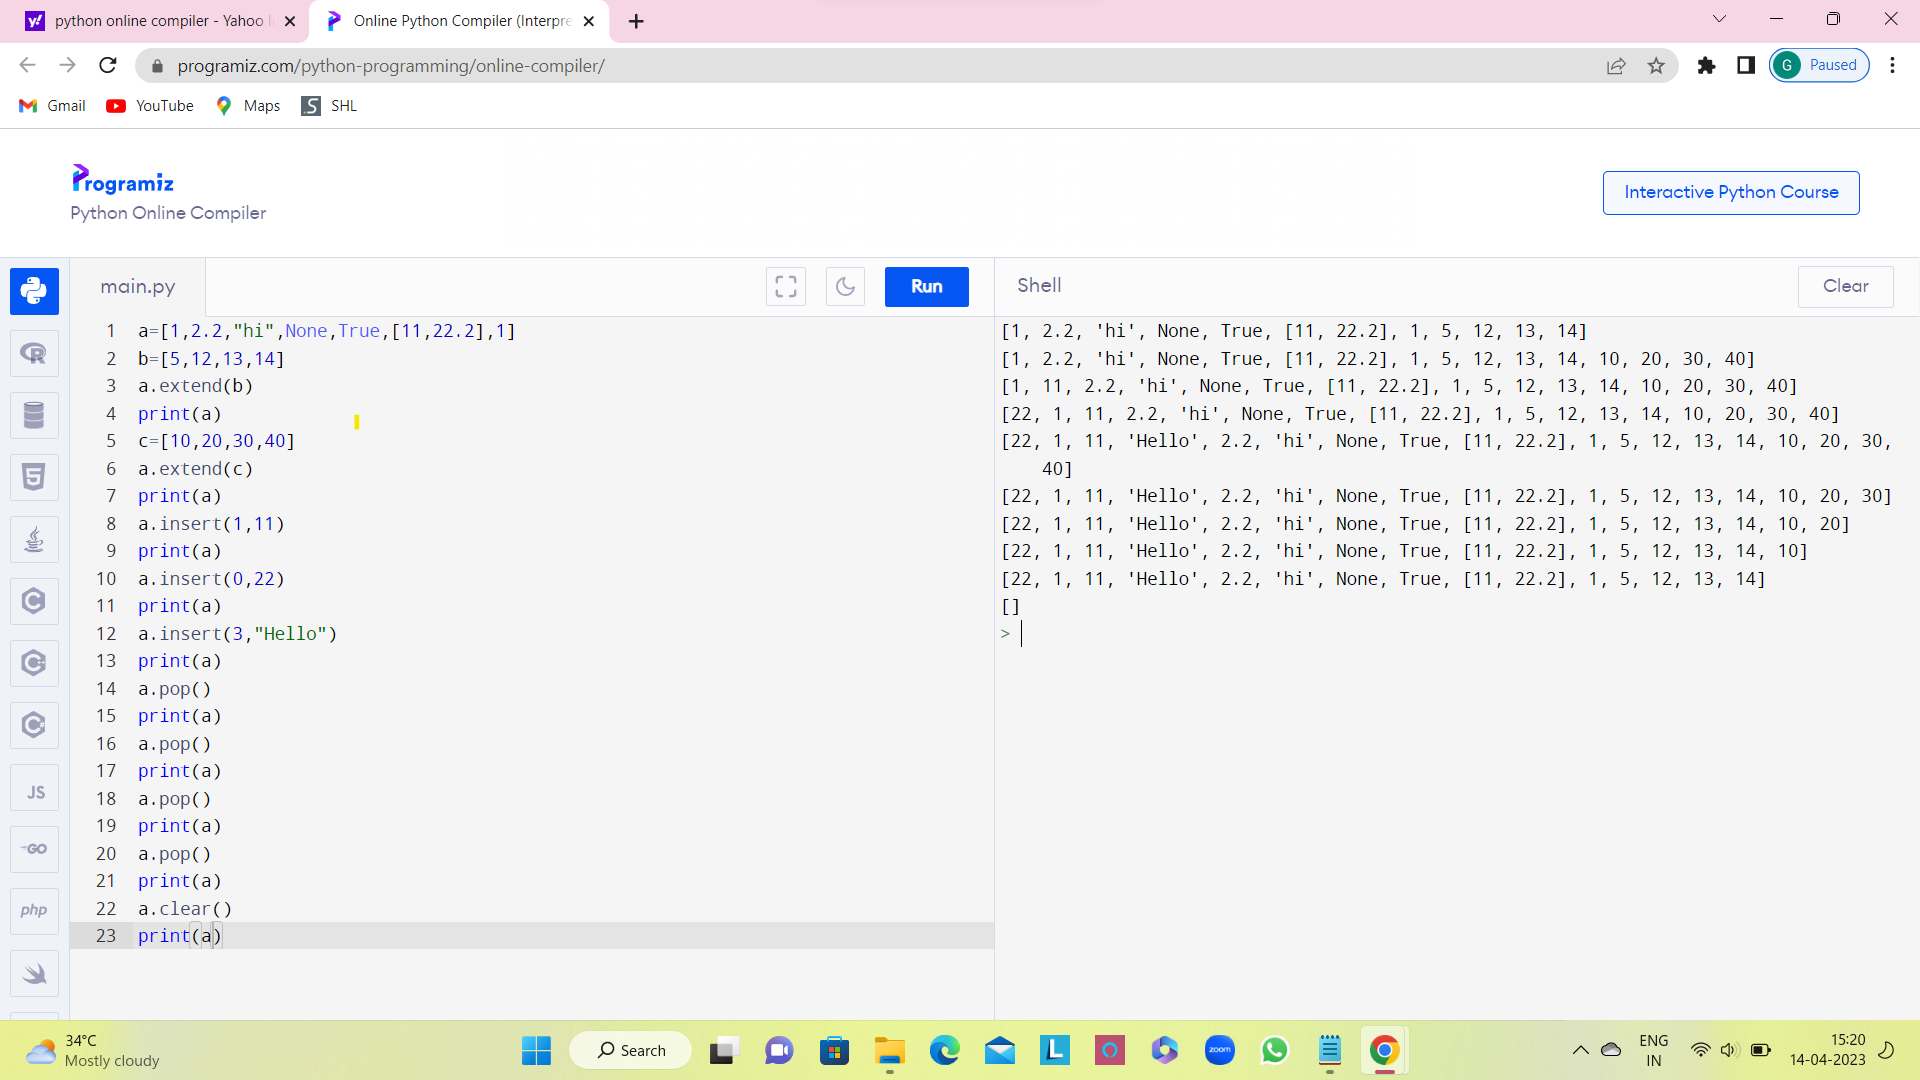 python online compiler - Yahoo
Online Python Compiler (Interpre
programiz.com/python-programming/online-compiler/
G Paused
Gmail YouTube Maps SHL
Programiz
Python Online Compiler
Interactive Python Course
main.py
Run
Shell
Clear
1 a=[1,2.2,"hi",None,True,[11,22.2],1]
2 b=[5,12,13,14]
3 a.extend(b)
4 print(a)
5 c=[10,20,30,40]
6 a.extend(c)
7 print(a)
8 a.insert(1,11)
9 print(a)
10 a.insert(0,22)
11 print(a)
12 a.insert(3,"Hello")
13 print(a)
14 a.pop()
15 print(a)
16 a.pop()
17 print(a)
18 a.pop()
19 print(a)
20 a.pop()
21 print(a)
22 a.clear()
23 print(a)
[1, 2.2, 'hi', None, True, [11, 22.2], 1, 5, 12, 13, 14]
[1, 2.2, 'hi', None, True, [11, 22.2], 1, 5, 12, 13, 14, 10, 20, 30, 40]
[1, 11, 2.2, 'hi', None, True, [11, 22.2], 1, 5, 12, 13, 14, 10, 20, 30, 40]
[22, 1, 11, 2.2, 'hi', None, True, [11, 22.2], 1, 5, 12, 13, 14, 10, 20, 30, 40]
[22, 1, 11, 'Hello', 2.2, 'hi', None, True, [11, 22.2], 1, 5, 12, 13, 14, 10, 20, 30,
40]
[22, 1, 11, 'Hello', 2.2, 'hi', None, True, [11, 22.2], 1, 5, 12, 13, 14, 10, 20, 30]
[22, 1, 11, 'Hello', 2.2, 'hi', None, True, [11, 22.2], 1, 5, 12, 13, 14, 10, 20]
[22, 1, 11, 'Hello', 2.2, 'hi', None, True, [11, 22.2], 1, 5, 12, 13, 14, 10]
[22, 1, 11, 'Hello', 2.2, 'hi', None, True, [11, 22.2], 1, 5, 12, 13, 14]
[]
>
R
5
C
C
C
JS
GO
php
34°C
Mostly cloudy
Search
L
zoom
ENG
IN
15:20
14-04-2023